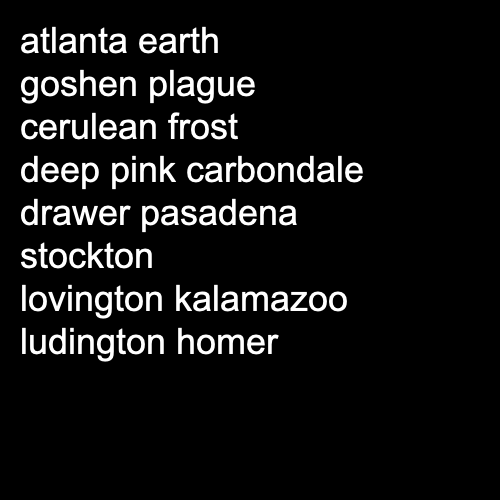 atlanta earth
goshen plague
cerulean frost
deep pink carbondale
drawer pasadena
stockton
lovington kalamazoo
ludington homer